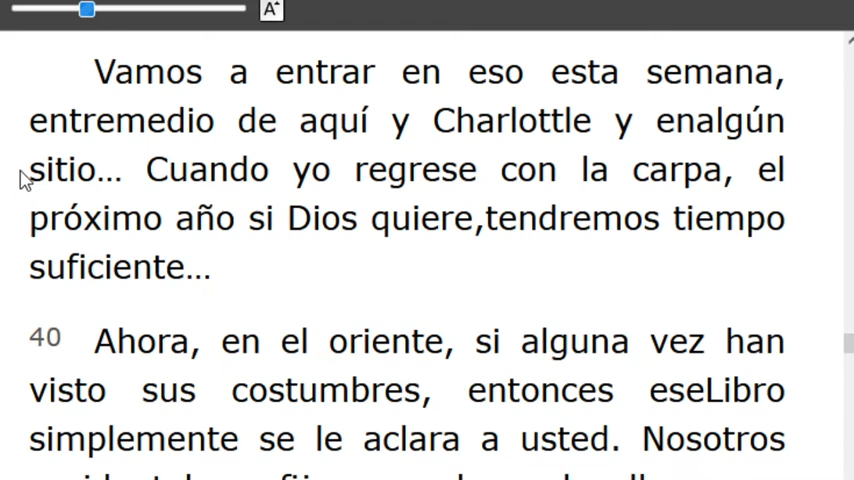 A
Vamos a entrar en eso esta semana,
entremedio de aquí y Charlottle y enalgún
sitio... Cuando yo regrese con la carpa, el
próximo año si Dios quiere,tendremos tiempo
suficiente...
40 Ahora, en el oriente, si alguna vez han
visto sus costumbres, entonces eseLibro
simplemente se le aclara a usted. Nosotros